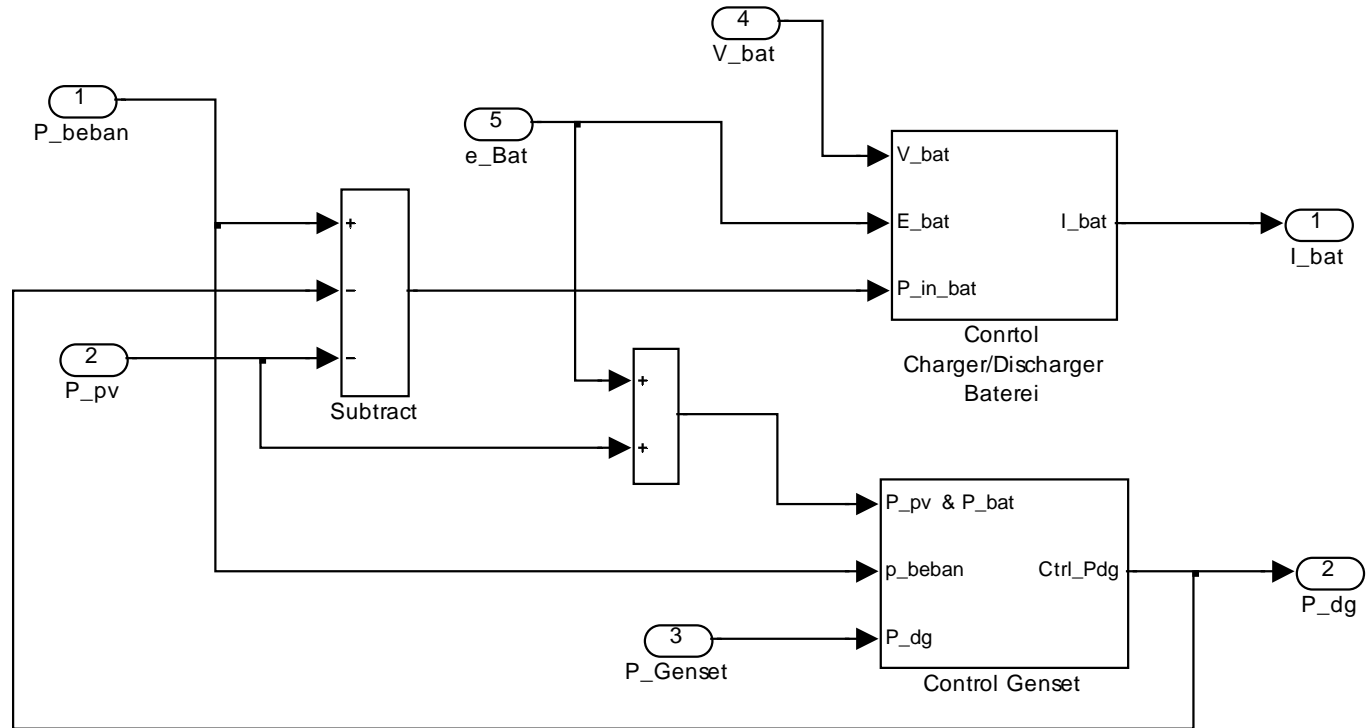 4
V_bat
1
P_beban
5
e_Bat
V_bat
E_bat
P_in_bat
I_bat
1
I_bat
Conrtol
Charger/Discharger
Baterei
+
−
−
Subtract
2
P_pv
+
+
P_pv & P_bat
p_beban
P_dg
Ctrl_Pdg
2
P_dg
3
P_Genset
Control Genset